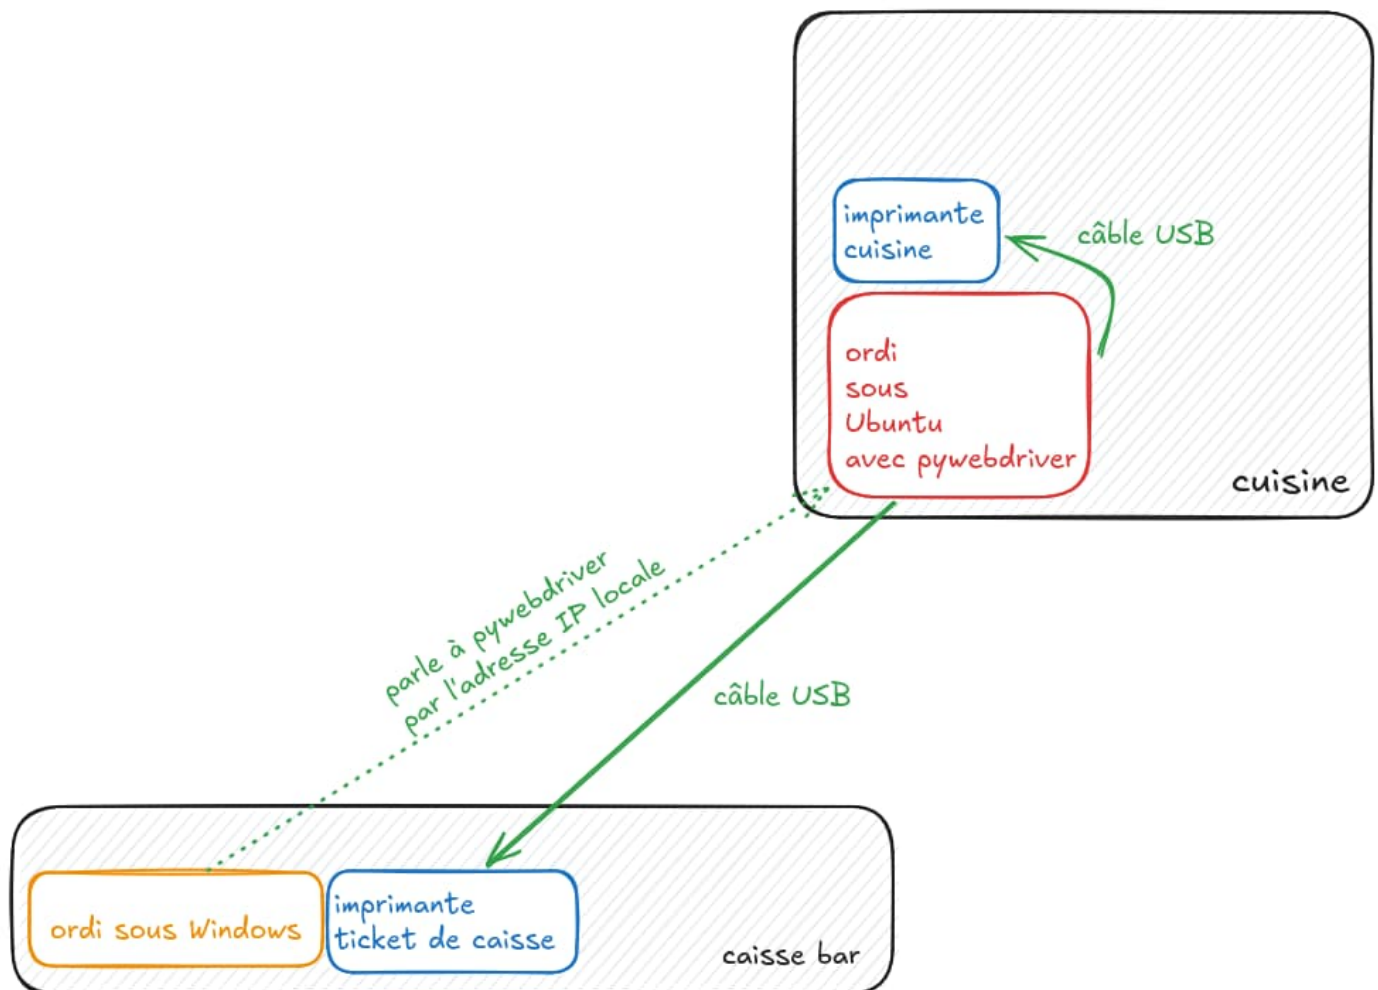 imprimante
cuisine
câble USB
ordi
sous
Ubuntu
avec pywebdriver
cuisine
parle à pywebdriver
par l'adresse IP locale
câble USB
ordi sous Windows
imprimante
ticket de caisse
caisse bar